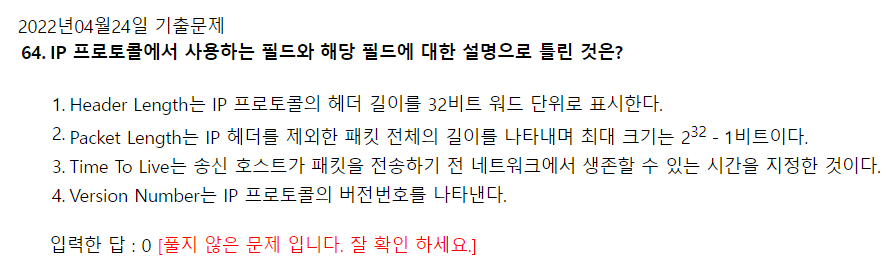 2022년04월24일 기출문제
64. IP 프로토콜에서 사용하는 필드와 해당 필드에 대한 설명으로 틀린 것은?
1. Header Length는 IP 프로토콜의 헤더 길이를 32비트 워드 단위로 표시한다.
2. Packet Length는 IP 헤더를 제외한 패킷 전체의 길이를 나타내며 최대 크기는 2³² - 1비트이다.
3. Time To Live는 송신 호스트가 패킷을 전송하기 전 네트워크에서 생존할 수 있는 시간을 지정한 것이다.
4. Version Number는 IP 프로토콜의 버전번호를 나타낸다.
입력한 답 : 0 [풀지 않은 문제 입니다. 잘 확인 하세요.]